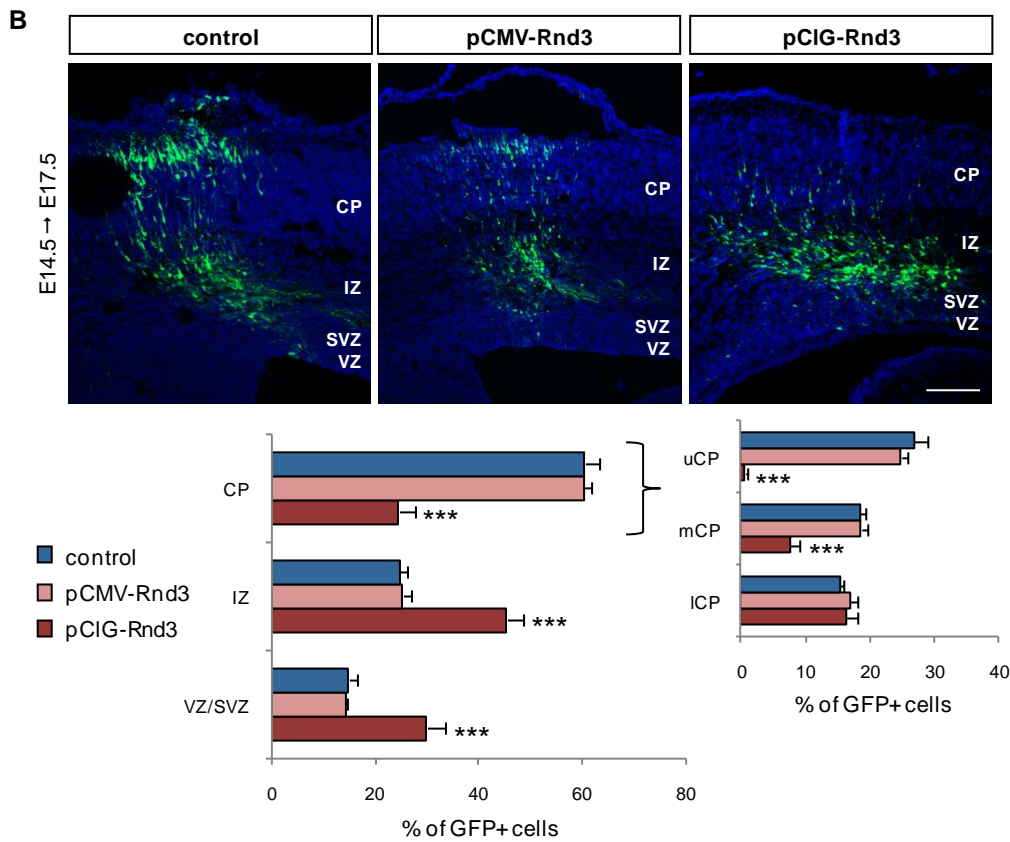 B
control
pCMV-Rnd3
pCIG-Rnd3
E14.5 → E17.5
CP
IZ
SVZ
VZ
CP
IZ
SVZ
VZ
CP
IZ
SVZ
VZ
control
pCMV-Rnd3
pCIG-Rnd3
CP
***
IZ
***
VZ/SVZ
***
0 20 40 60 80
% of GFP+ cells
uCP
***
mCP
***
lCP
0 10 20 30 40
% of GFP+ cells